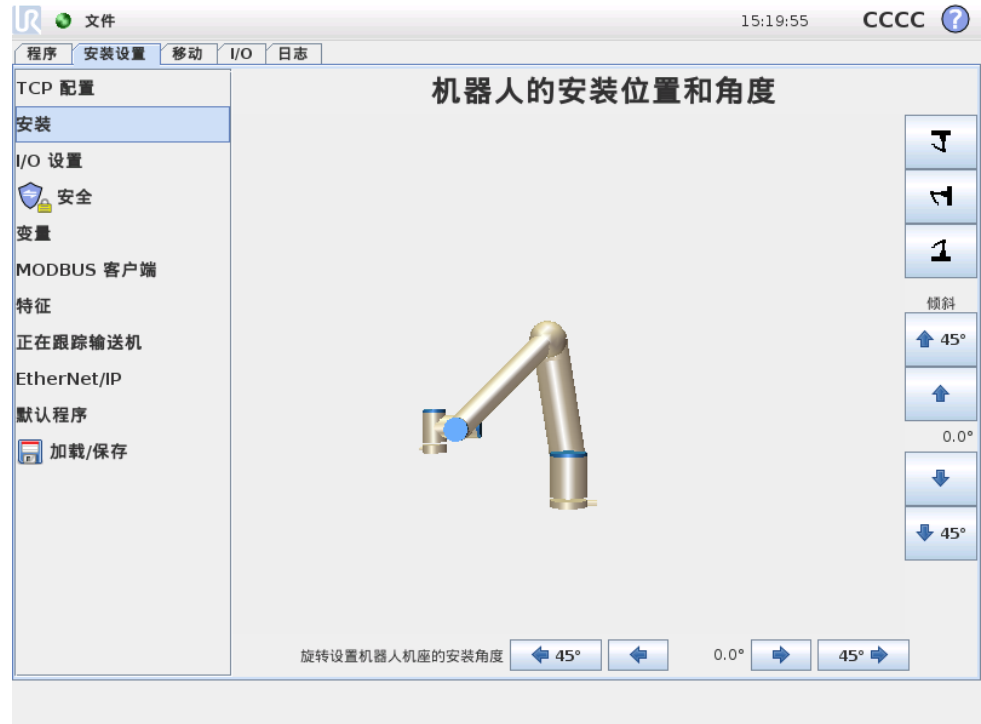 UR 文件 15:19:55 CCCC ?
程序 安装设置 移动 I/O 日志
机器人的安装位置和角度
TCP 配置
安装
I/O 设置
安全
变量
MODBUS 客户端
特征
正在跟踪输送机
EtherNet/IP
默认程序
加载/保存
倾斜
45°
0.0°
45°
旋转设置机器人机座的安装角度 45° 0.0° 45°